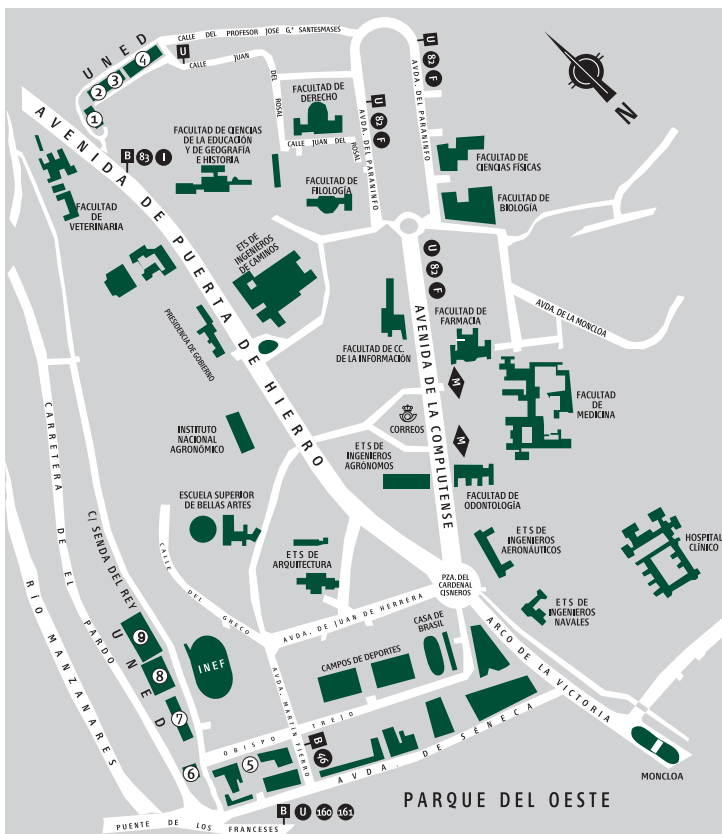 CALLE DEL PROFESOR JOSÉ G.ª SANTESMASES
UNED
4
3
2
1
U
CALLE JUAN DEL ROSAL
U
82
F
AVDA. DEL PARANINFO
U
82
F
AVDA. DEL PARANINFO
N
FACULTAD DE
DERECHO
CALLE JUAN DEL ROSAL
AVENIDA DE PUERTA DE HIERRO
B 83 I
FACULTAD DE CIENCIAS
DE LA EDUCACIÓN
Y DE GEOGRAFÍA
E HISTORIA
FACULTAD DE
FILOLOGÍA
FACULTAD DE
CIENCIAS FÍSICAS
FACULTAD DE
BIOLOGÍA
FACULTAD
DE
VETERINARIA
ETS DE
INGENIEROS
DE CAMINOS
U
82
F
AVENIDA DE LA COMPLUTENSE
AVDA. DE LA MONCLOA
PRESIDENCIA DE GOBIERNO
FACULTAD DE CC.
DE LA INFORMACIÓN
FACULTAD DE
FARMACIA
M
FACULTAD
DE
MEDICINA
CORREOS
M
INSTITUTO
NACIONAL
AGRONÓMICO
E T S DE
INGENIEROS
AGRÓNOMOS
FACULTAD DE
ODONTOLOGÍA
CARRETERA DE EL PARDO
C/ SENDA DEL REY
RÍO MANZANARES
ESCUELA SUPERIOR
DE BELLAS ARTES
E T S DE
ARQUITECTURA
CALLE DEL GRECO
E T S DE
INGENIEROS
AERONÁUTICOS
HOSPITAL
CLÍNICO
PZA. DEL
CARDENAL
CISNEROS
E T S DE
INGENIEROS
NAVALES
AVDA. DE JUAN DE HERRERA
ARCO DE LA VICTORIA
UNED
9
8
7
6
INEF
CAMPOS DE DEPORTES
CASA DE
BRASIL
AVDA. MARTÍN FIERRO
OBISPO TREJO
5
B
46
AVDA. DE SÉNECA
MONCLOA
B U 160 161
PARQUE DEL OESTE
PUENTE DE LOS FRANCESES